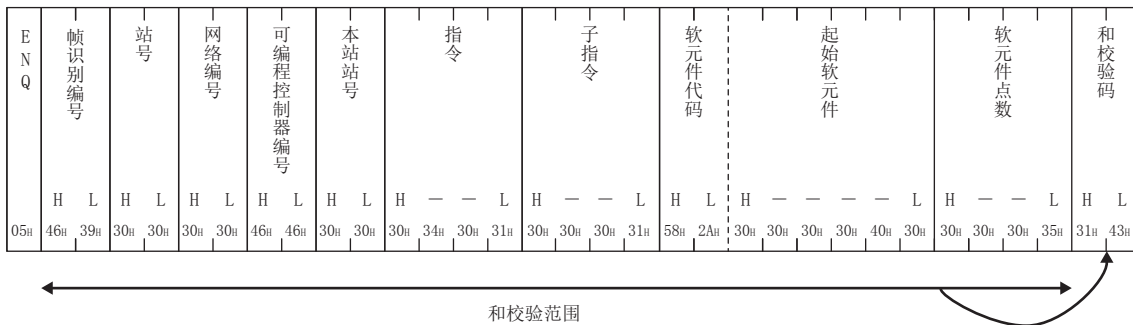 ENQ
帧识别编号
站号
网络编号
可编程控制器编号
本站站号
指令
子指令
软元件代码
起始软元件
软元件点数
和校验码
H L H L H L H L H L H — — L H — — L H L H — — — — L H — — L H L
05H 46H 39H 30H 30H 30H 30H 46H 46H 30H 30H 30H 34H 30H 31H 30H 30H 30H 31H 58H 2AH 30H 30H 30H 30H 40H 30H 30H 30H 30H 35H 31H 43H
和校验范围